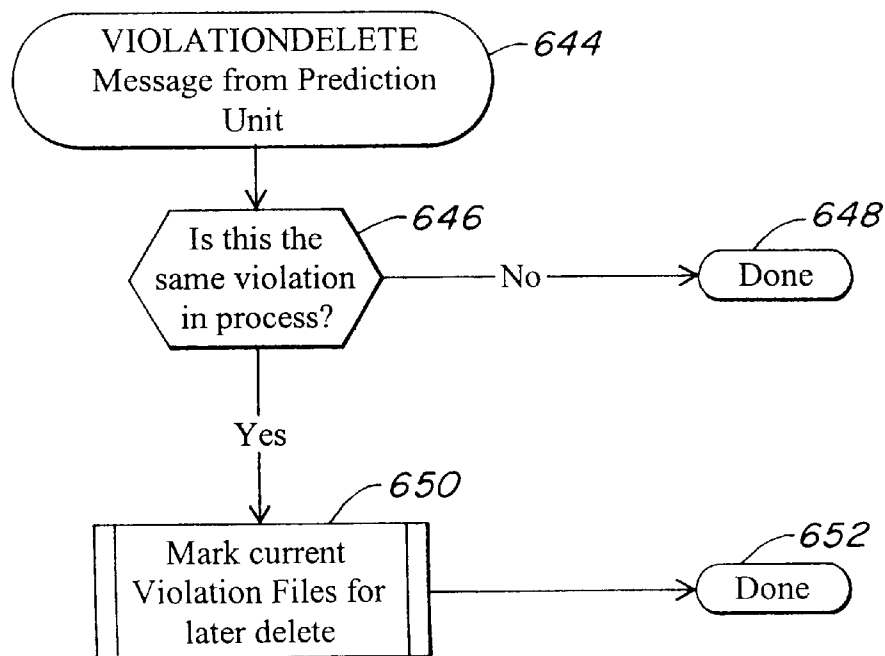 VIOLATIONDELETE
Message from Prediction
Unit
644
Is this the
same violation
in process?
646
No
648
Done
Yes
650
Mark current
Violation Files for
later delete
652
Done